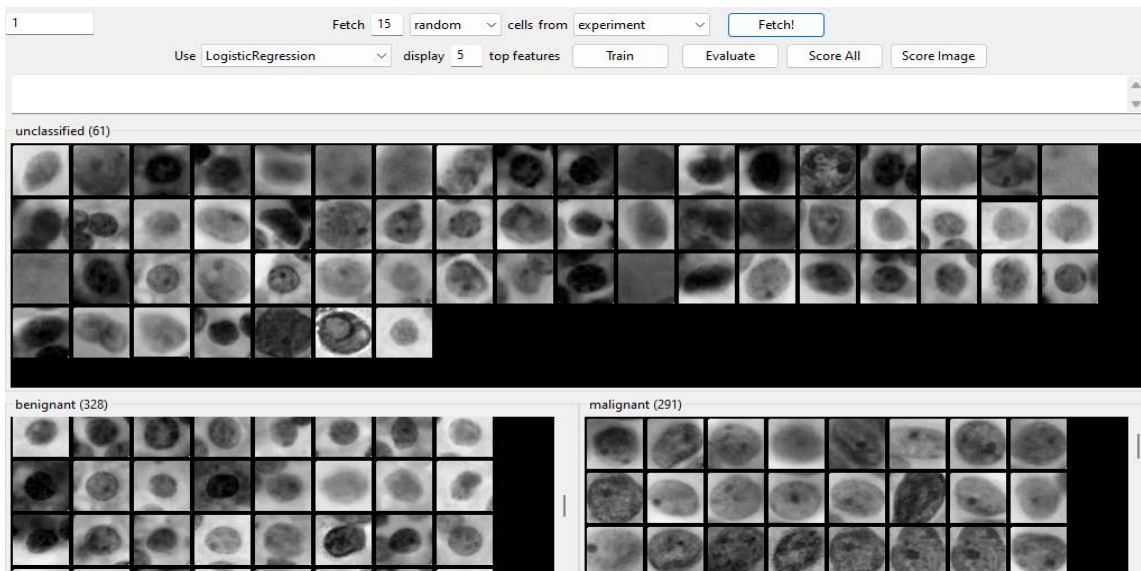 1
Fetch 15 random cells from experiment Fetch!
Use LogisticRegression display 5 top features Train Evaluate Score All Score Image
unclassified (61)
benignant (328)
malignant (291)